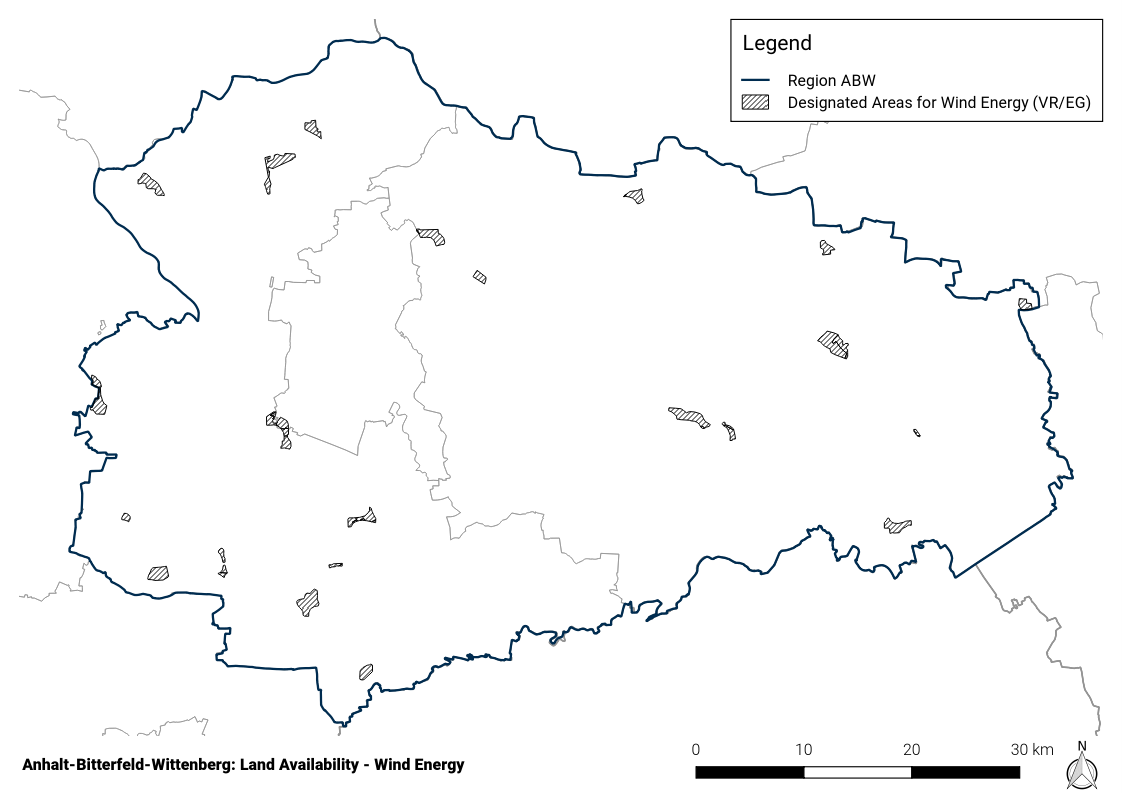 Legend
Region ABW
Designated Areas for Wind Energy (VR/EG)
Anhalt-Bitterfeld-Wittenberg: Land Availability - Wind Energy
0 10 20 30 km
N